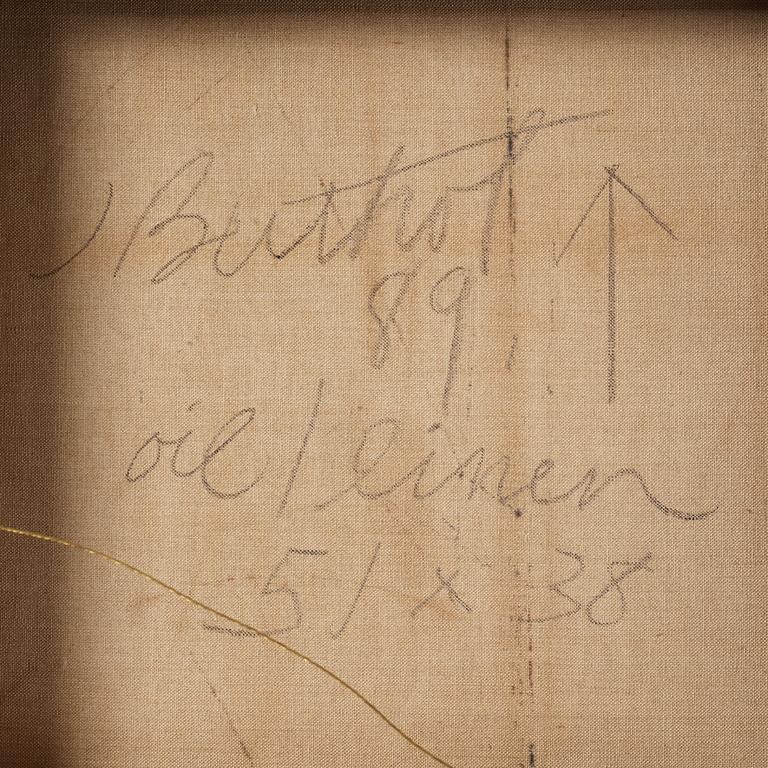 Berthot
89
oil/linen
51 x 38